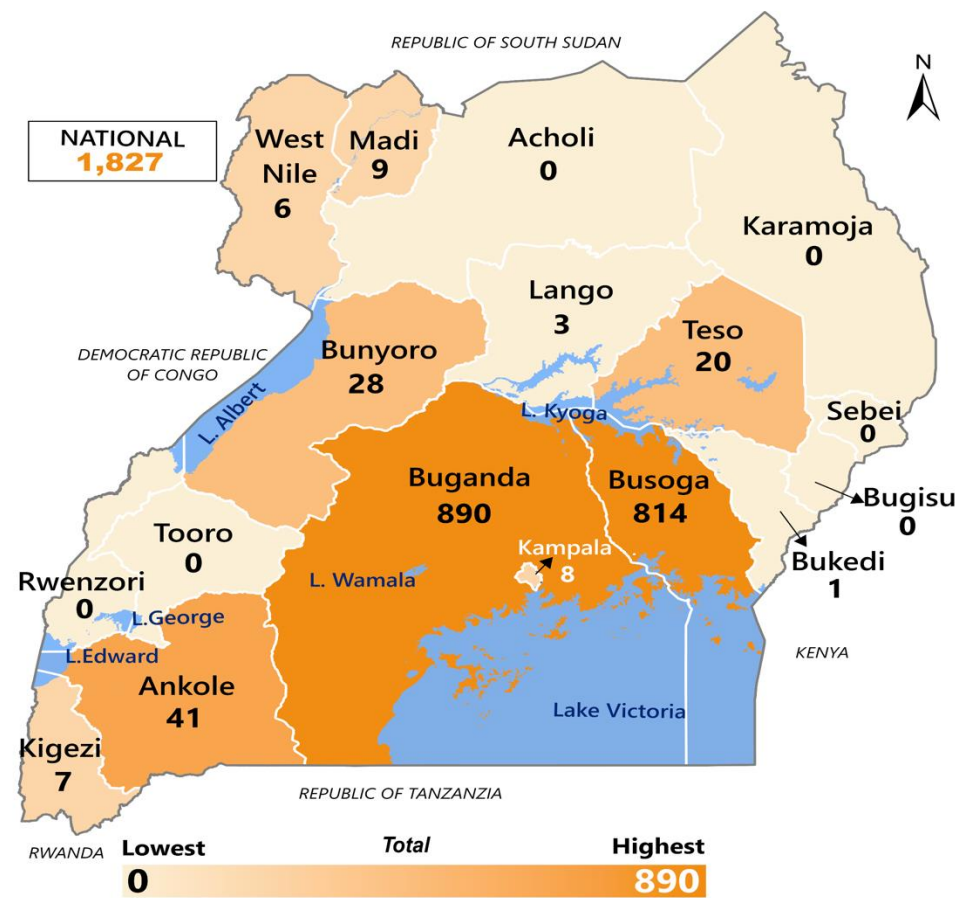 REPUBLIC OF SOUTH SUDAN
N
NATIONAL
1,827
West
Nile
6
Madi
9
Acholi
0
Karamoja
0
Lango
3
Teso
20
DEMOCRATIC REPUBLIC
OF CONGO
Bunyoro
28
L. Albert
L. Kyoga
Sebei
0
Buganda
890
Busoga
814
Bugisu
0
Tooro
0
Kampala
8
Bukedi
1
Rwenzori
0
L. Wamala
L.George
L.Edward
KENYA
Ankole
41
Lake Victoria
Kigezi
7
REPUBLIC OF TANZANZIA
RWANDA
Lowest
Total
Highest
0
890